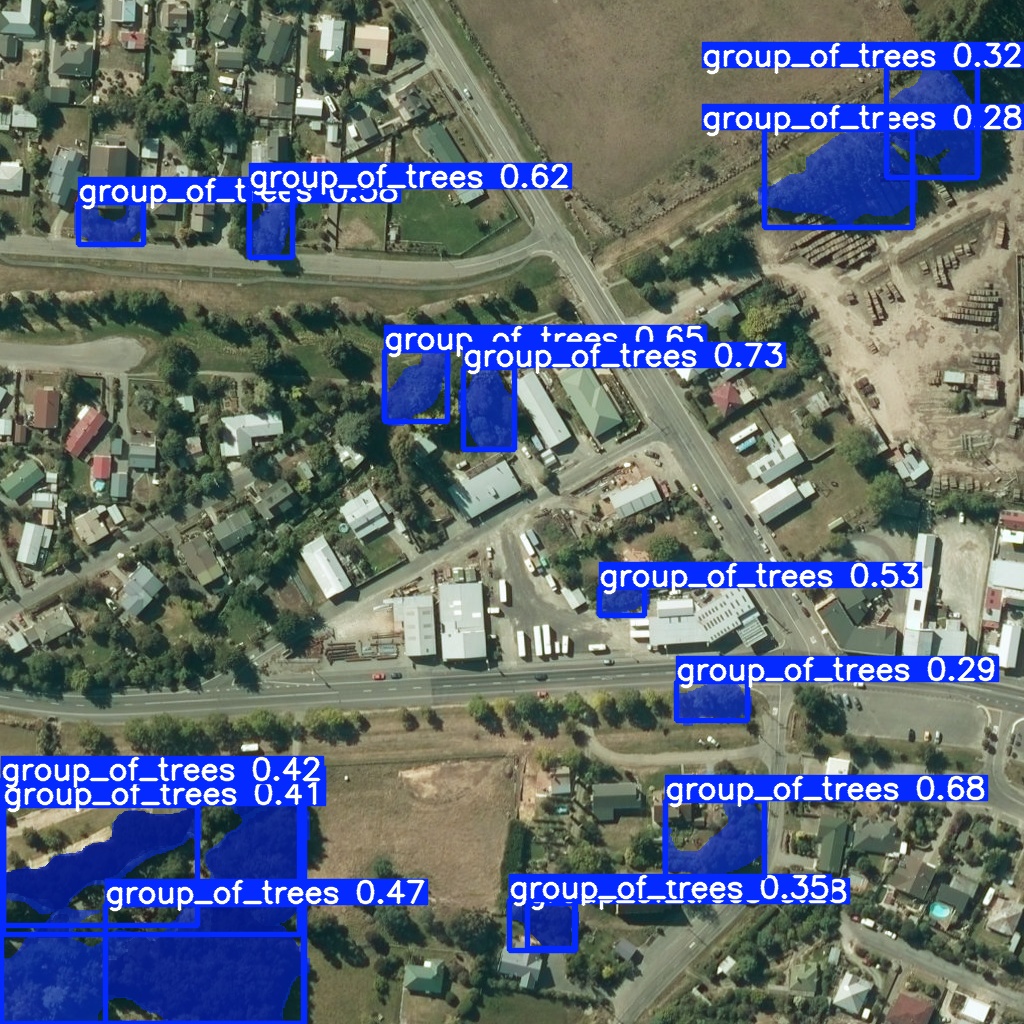 group_of_trees 0.32
group_of_trees 0.28
group_of_trees 0.62
group_of_t
group_of_trees 0.65
group_of_trees 0.73
group_of_trees 0.53
group_of_trees 0.29
group_of_trees 0.42
group_of_trees 0.41
group_of_trees 0.68
group_of_trees 0.47
group_of_trees 0.35